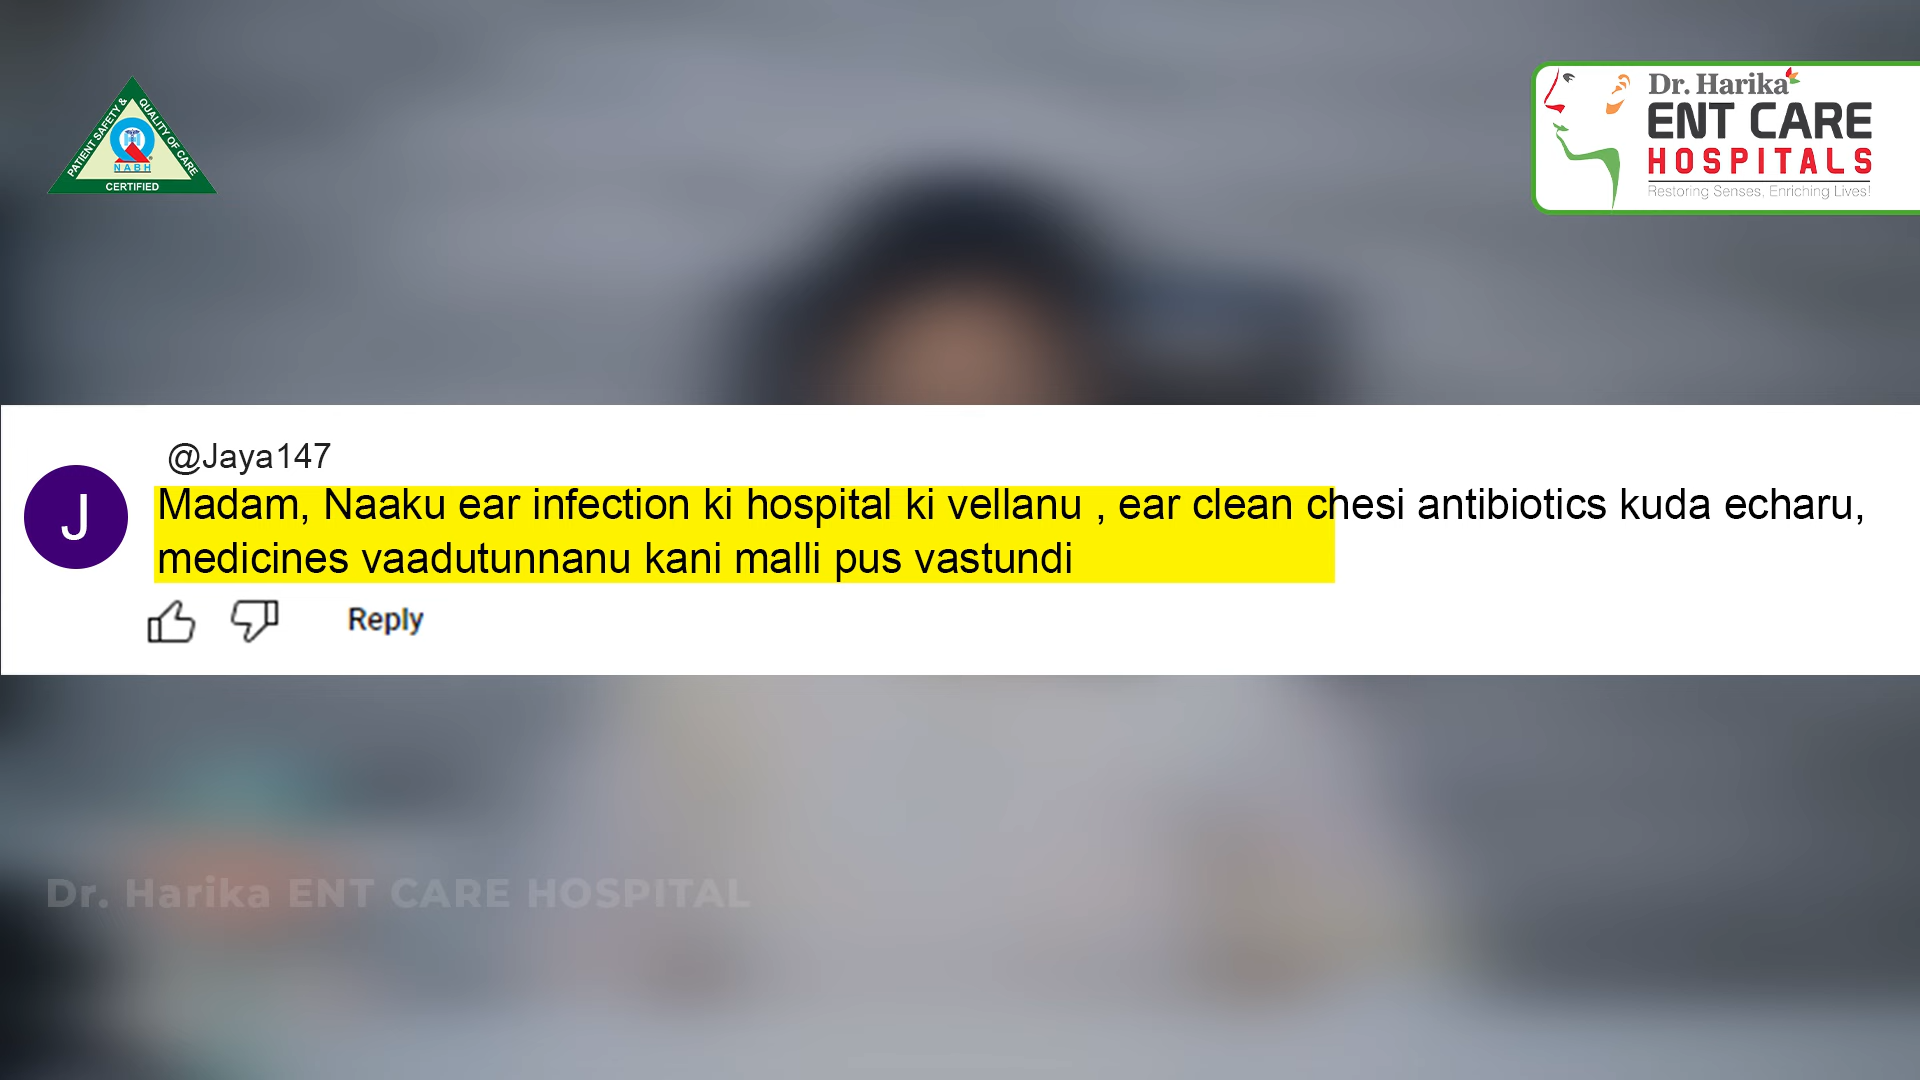 PATIENT SAFETY & QUALITY OF CARE
NABH
CERTIFIED
Dr. Harika
ENT CARE
HOSPITALS
Restoring Senses, Enriching Lives!
@Jaya147
J
Madam, Naaku ear infection ki hospital ki vellanu , ear clean chesi antibiotics kuda echaru,
medicines vaadutunnanu kani malli pus vastundi
Reply
Dr. Harika ENT CARE HOSPITAL